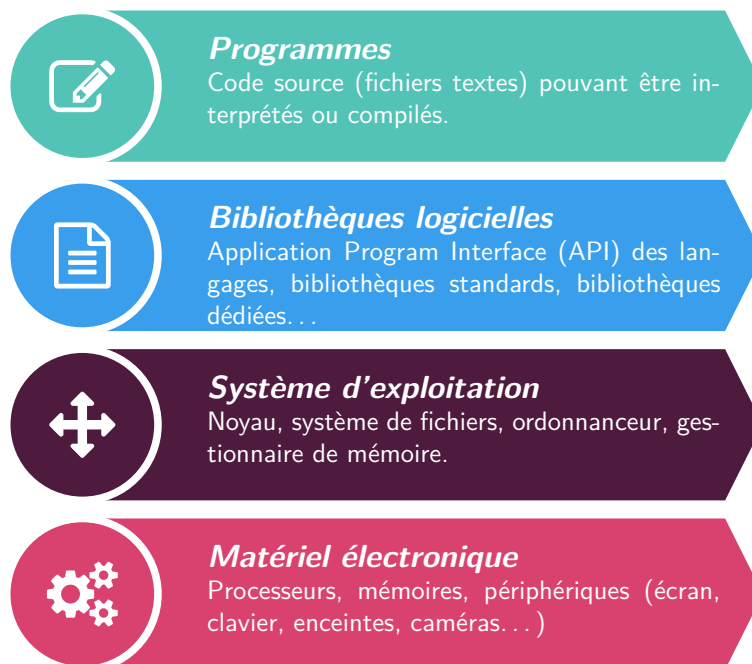 Programmes
Code source (fichiers textes) pouvant être in-
terprétés ou compilés.
Bibliothèques logicielles
Application Program Interface (API) des lan-
gages, bibliothèques standards, bibliothèques
dédiées. . .
Système d'exploitation
Noyau, système de fichiers, ordonnanceur, ges-
tionnaire de mémoire.
Matériel électronique
Processeurs, mémoires, périphériques (écran,
clavier, enceintes, caméras. . . )